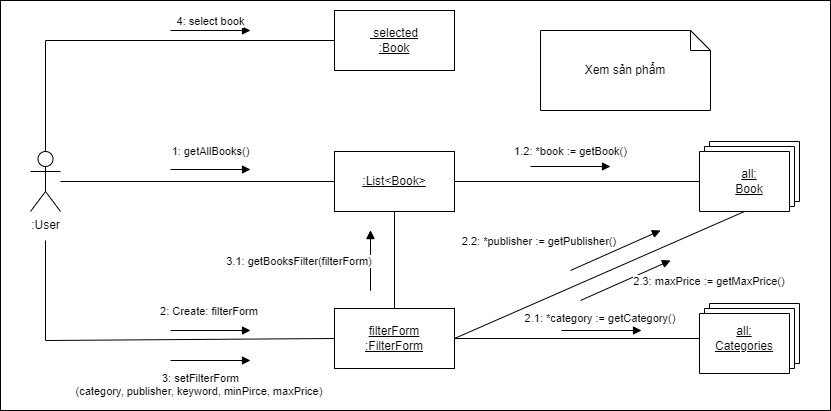 4: select book
selected
:Book
Xem sản phẩm
1: getAllBooks()
:List<Book>
1.2: *book := getBook()
all:
Book
:User
3.1: getBooksFilter(filterForm)
2.2: *publisher := getPublisher()
2.3: maxPrice := getMaxPrice()
2: Create: filterForm
filterForm
:FilterForm
2.1: *category := getCategory()
all:
Categories
3: setFilterForm
(category, publisher, keyword, minPirce, maxPrice)